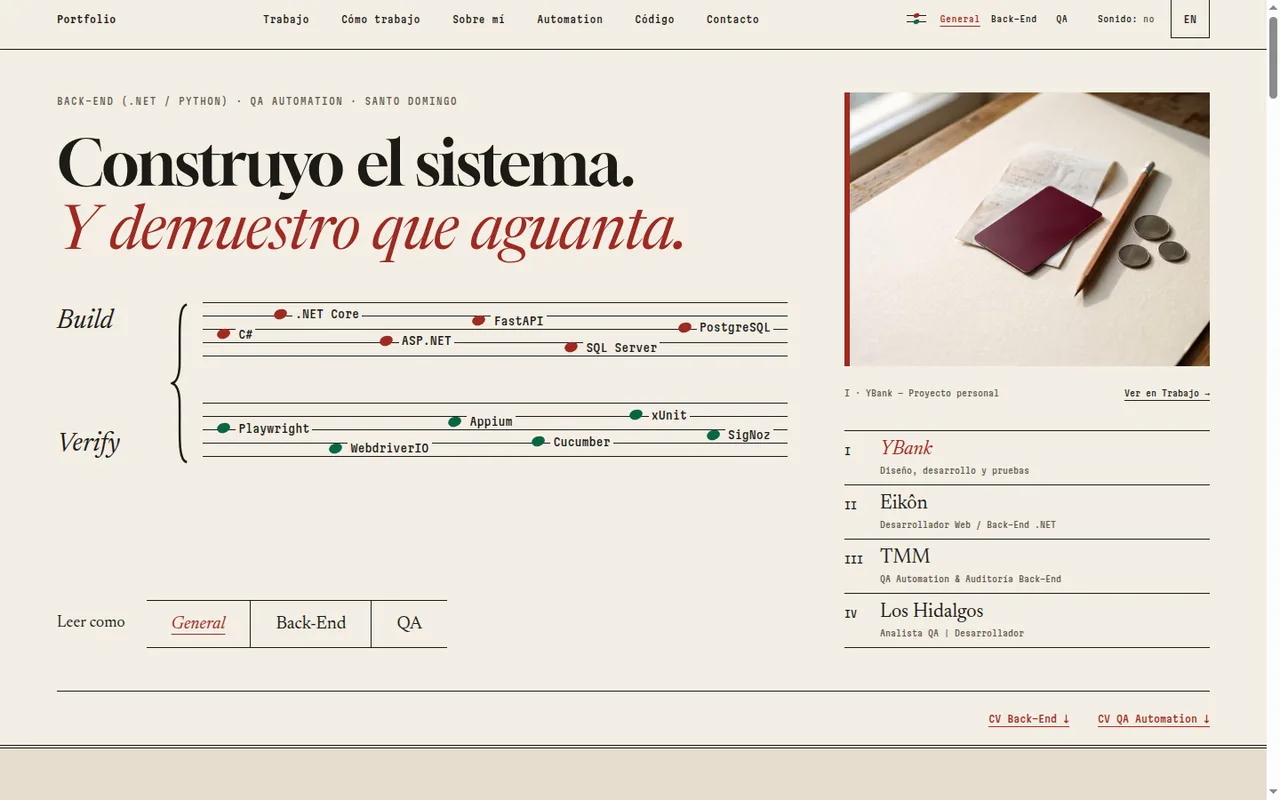 Portfolio
Trabajo
Cómo trabajo
Sobre mí
Automation
Código
Contacto
General
Back-End
QA
Sonido: no
EN
BACK-END (.NET / PYTHON) · QA AUTOMATION · SANTO DOMINGO
Construyo el sistema.
Y demuestro que aguanta.
Build
.NET Core
FastAPI
PostgreSQL
C#
ASP.NET
SQL Server
Verify
xUnit
Appium
Playwright
SigNoz
Cucumber
WebdriverIO
Leer como
General
Back-End
QA
I · YBank — Proyecto personal
Ver en Trabajo →
I
YBank
Diseño, desarrollo y pruebas
II
Eikôn
Desarrollador Web / Back-End .NET
III
TMM
QA Automation & Auditoría Back-End
IV
Los Hidalgos
Analista QA | Desarrollador
CV Back-End ↓
CV QA Automation ↓